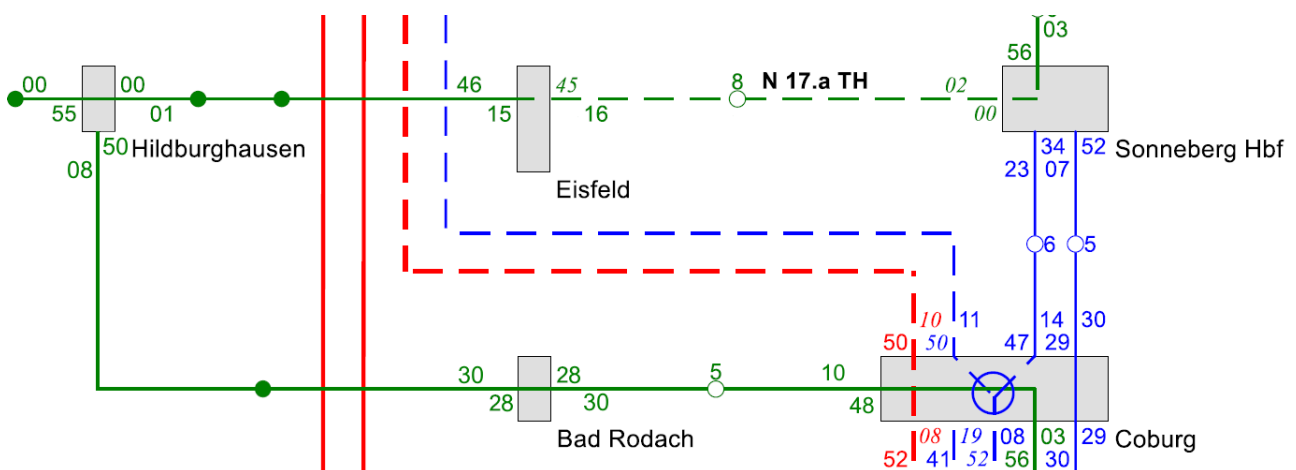 03
56
00 00 46 45 8 N 17.a TH 02
55 01 15 16 00
50 Hildburghausen 34 52 Sonneberg Hbf
08 23 07
Eisfeld
6 5
10 11 14 30
50 50 47 29
30 28 5 10
28 30 48
Bad Rodach 08 19 08 03 29 Coburg
52 41 52 56 30